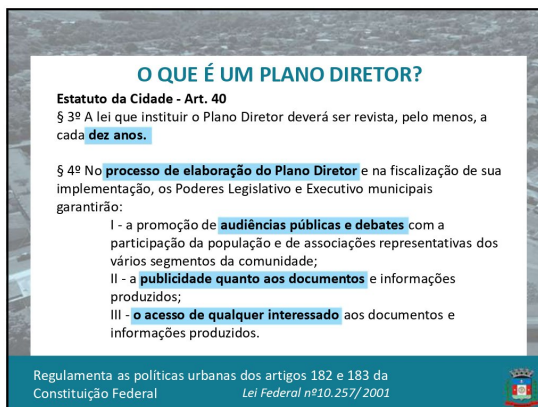 O QUE É UM PLANO DIRETOR?
Estatuto da Cidade - Art. 40
§ 3º A lei que instituir o Plano Diretor deverá ser revista, pelo menos, a
cada dez anos.
§ 4º No processo de elaboração do Plano Diretor e na fiscalização de sua
implementação, os Poderes Legislativo e Executivo municipais
garantirão:
I - a promoção de audiências públicas e debates com a
participação da população e de associações representativas dos
vários segmentos da comunidade;
II - a publicidade quanto aos documentos e informações
produzidos;
III - o acesso de qualquer interessado aos documentos e
informações produzidos.
Regulamenta as políticas urbanas dos artigos 182 e 183 da
Constituição Federal Lei Federal nº10.257/2001